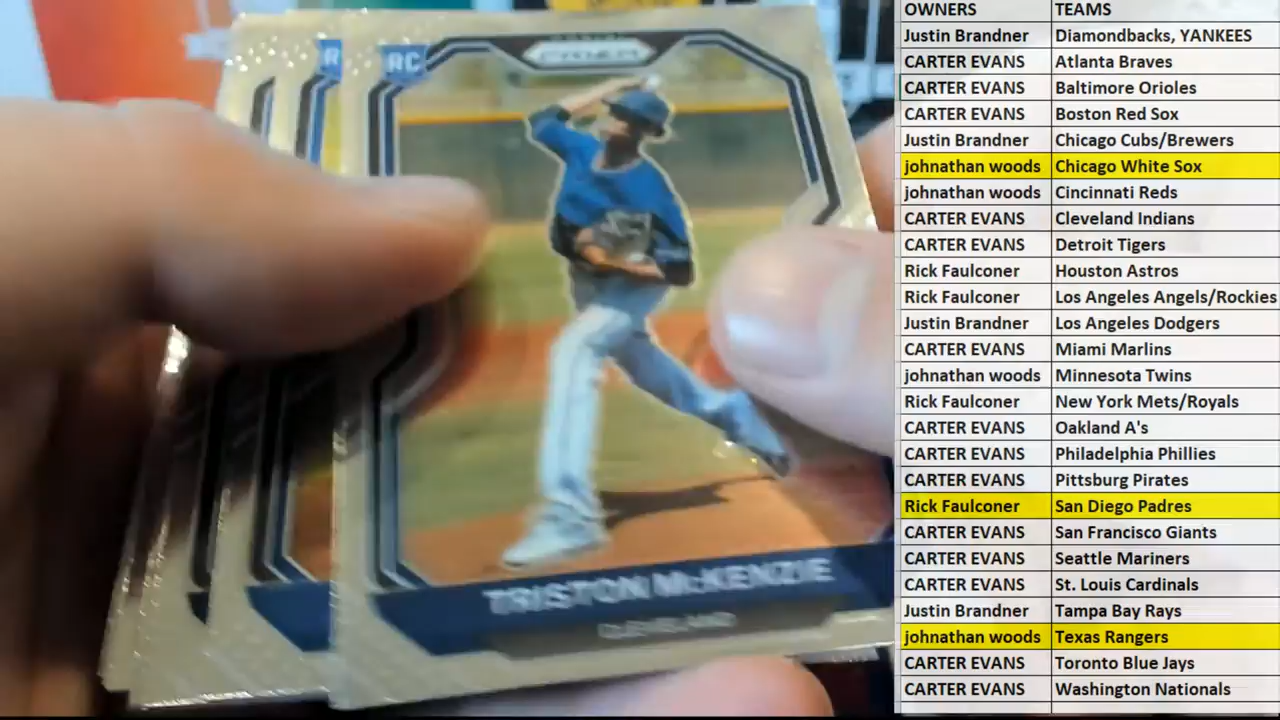 RC
R
PANINI
PRIZM
TRISTON McKENZIE
CLEVELAND
OWNERS TEAMS
Justin Brandner Diamondbacks, YANKEES
CARTER EVANS Atlanta Braves
CARTER EVANS Baltimore Orioles
CARTER EVANS Boston Red Sox
Justin Brandner Chicago Cubs/Brewers
johnathan woods Chicago White Sox
johnathan woods Cincinnati Reds
CARTER EVANS Cleveland Indians
CARTER EVANS Detroit Tigers
Rick Faulconer Houston Astros
Rick Faulconer Los Angeles Angels/Rockies
Justin Brandner Los Angeles Dodgers
CARTER EVANS Miami Marlins
johnathan woods Minnesota Twins
Rick Faulconer New York Mets/Royals
CARTER EVANS Oakland A's
CARTER EVANS Philadelphia Phillies
CARTER EVANS Pittsburg Pirates
Rick Faulconer San Diego Padres
CARTER EVANS San Francisco Giants
CARTER EVANS Seattle Mariners
CARTER EVANS St. Louis Cardinals
Justin Brandner Tampa Bay Rays
johnathan woods Texas Rangers
CARTER EVANS Toronto Blue Jays
CARTER EVANS Washington Nationals